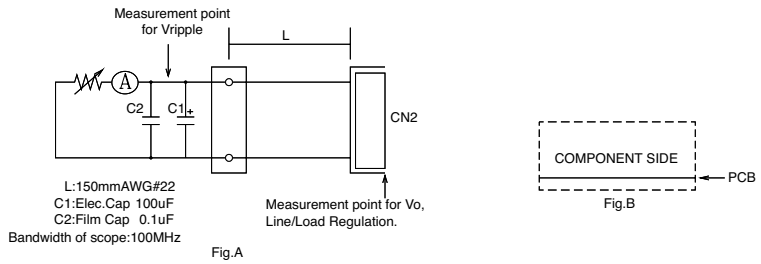 Measurement point
for Vripple
L
A
C2
C1
+
CN2
L:150mmAWG#22
C1:Elec.Cap 100uF
C2:Film Cap 0.1uF
Bandwidth of scope:100MHz
Measurement point for Vo,
Line/Load Regulation.
Fig.A
COMPONENT SIDE
PCB
Fig.B